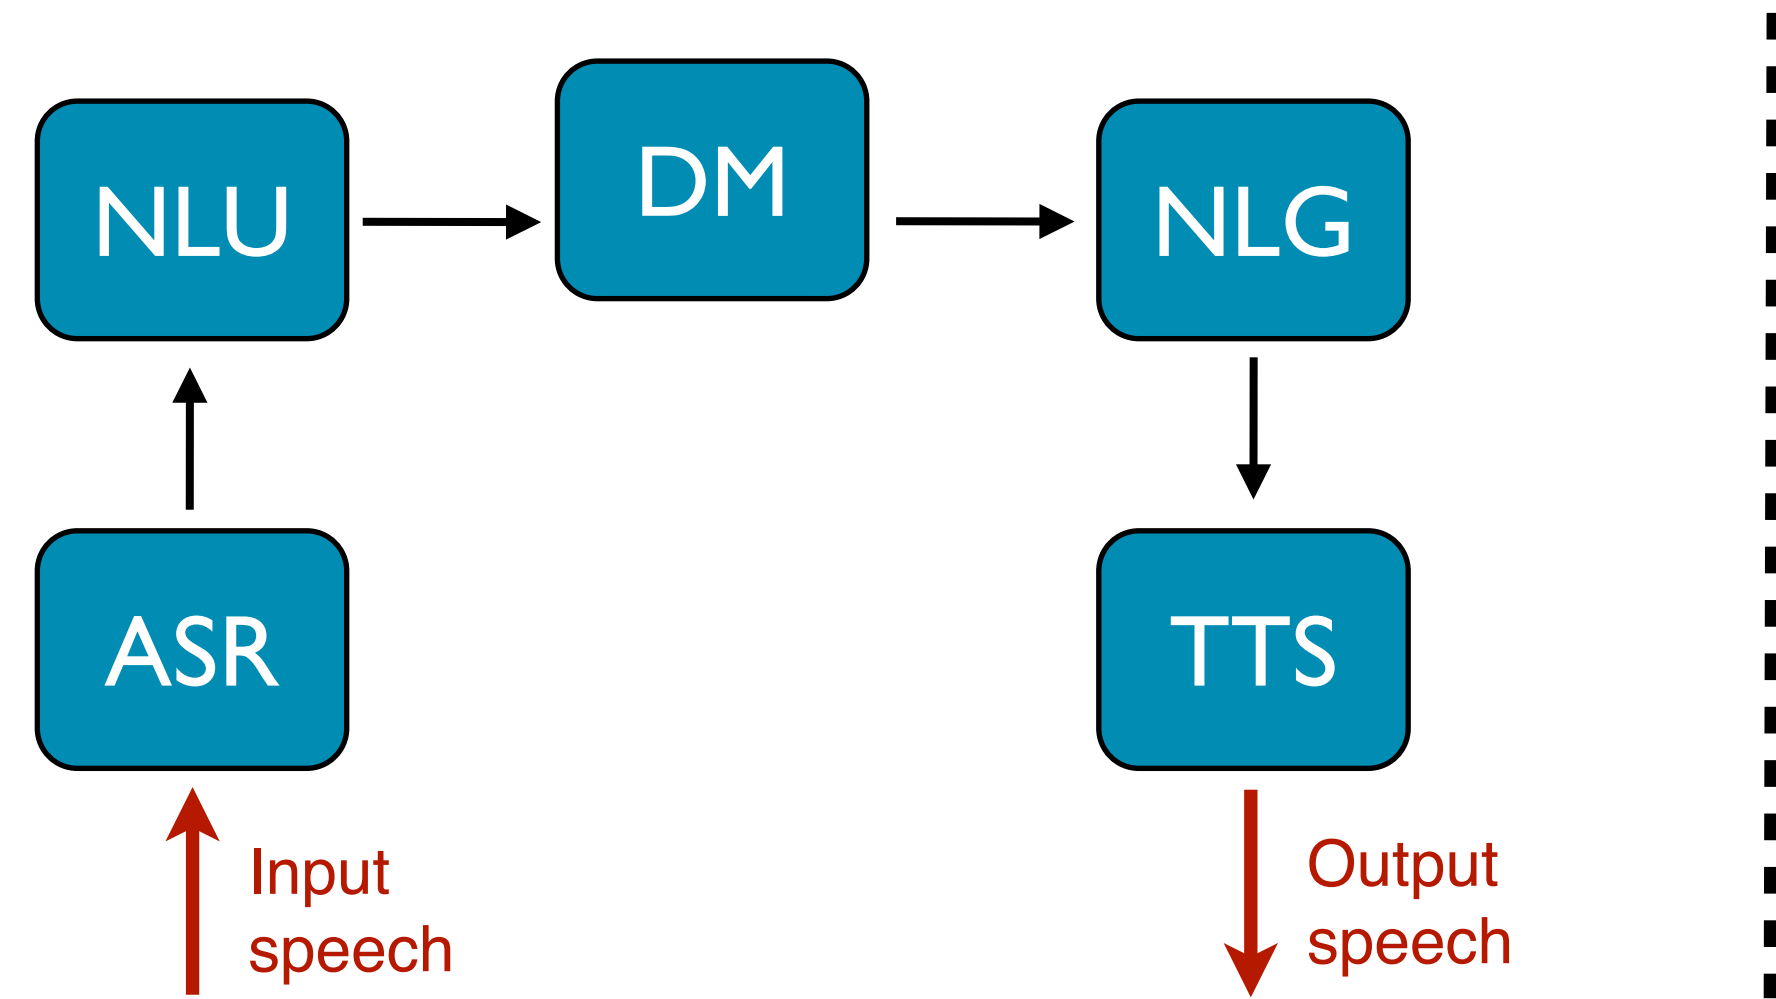 DM
NLU
NLG
ASR
TTS
Input
speech
Output
speech